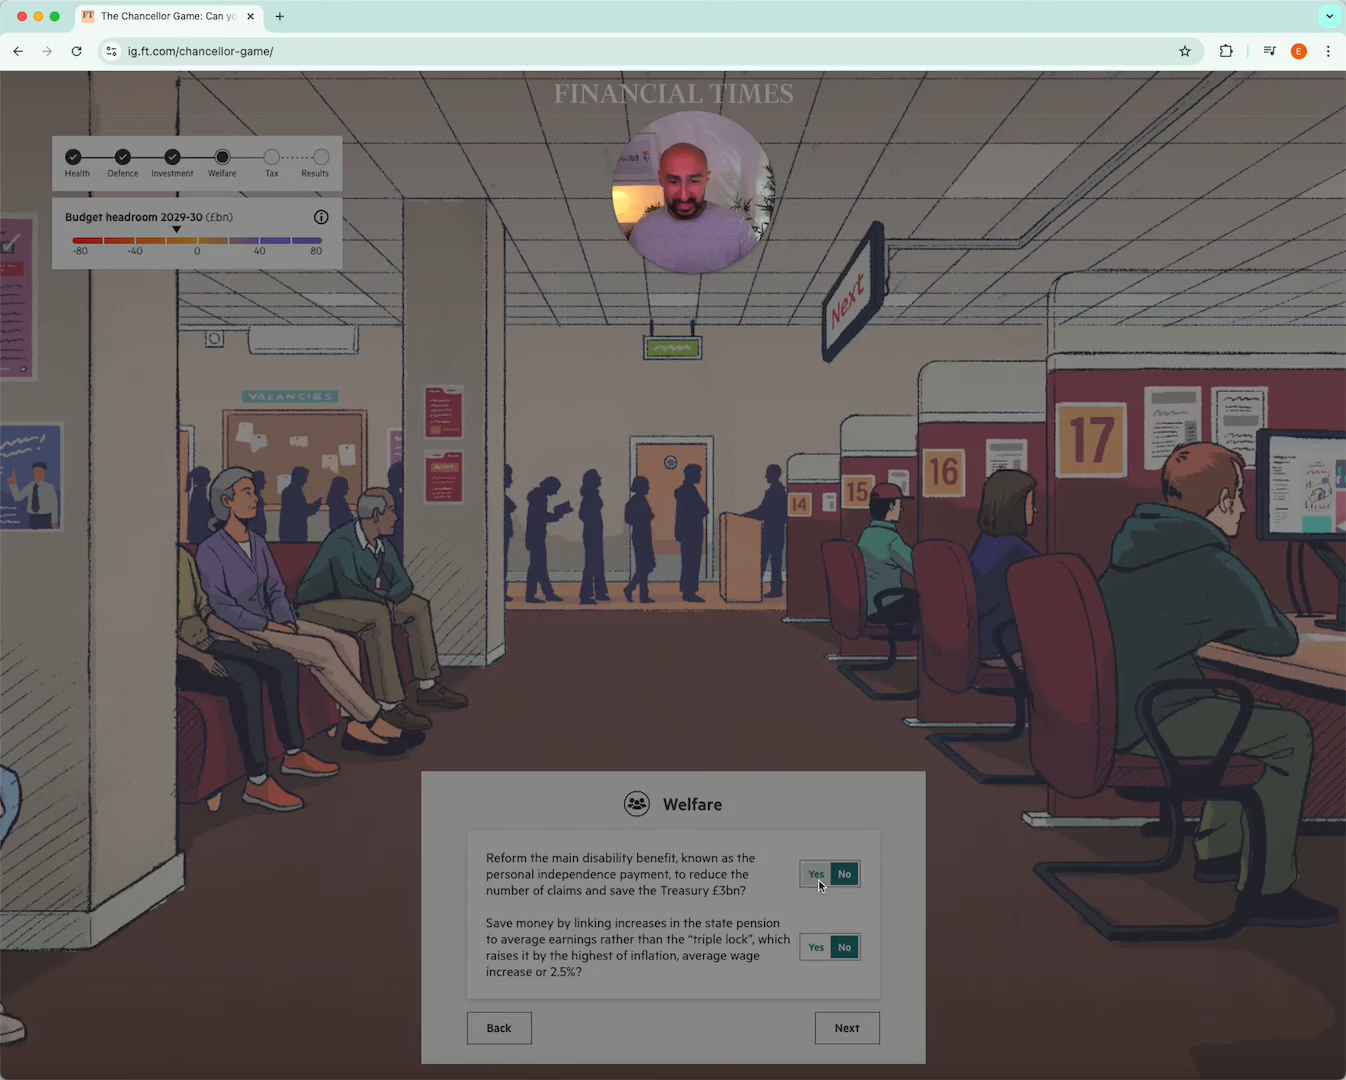 The Chancellor Game: Can yo
ig.ft.com/chancellor-game/
E
FINANCIAL TIMES
Health
Defence
Investment
Welfare
Tax
Results
Budget headroom 2029-30 (£bn)
-80
-40
0
40
80
Next
VACANCIES
14
15
16
17
Welfare
Reform the main disability benefit, known as the
personal independence payment, to reduce the
number of claims and save the Treasury £3bn?
Yes No
Save money by linking increases in the state pension
to average earnings rather than the “triple lock”, which
raises it by the highest of inflation, average wage
increase or 2.5%?
Yes No
Back
Next